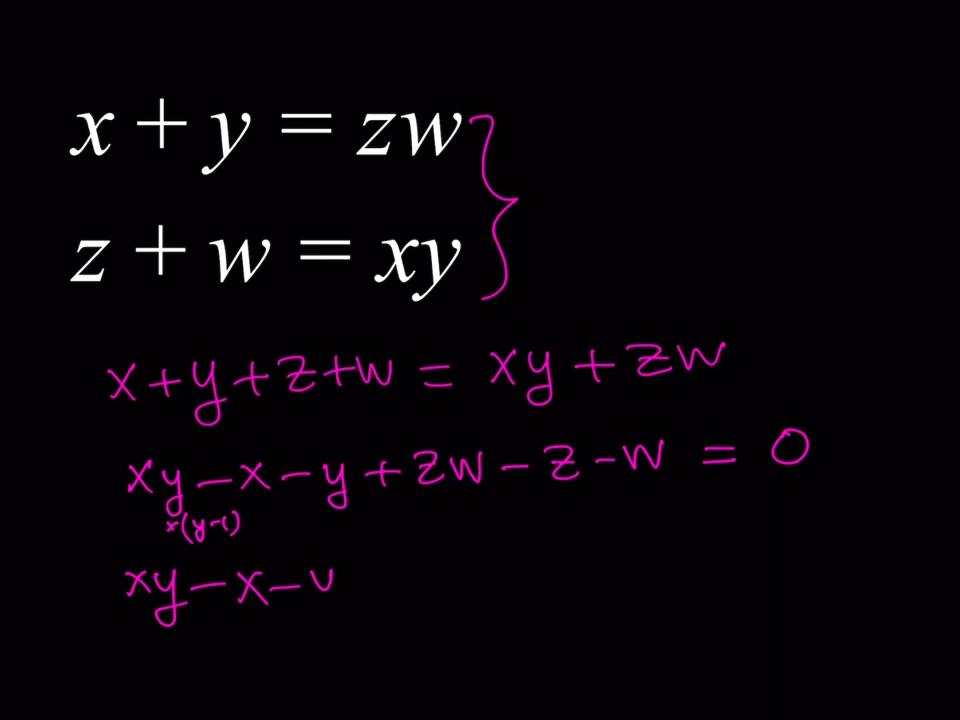 x + y = zw
z + w = xy
x + y + z + w = xy + zw
xy - x - y + zw - z - w = 0
x(y-1)
xy - x -